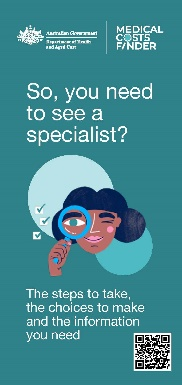 Australian Government
Department of Health
and Aged Care
MEDICAL
COSTS
FINDER
So, you need
to see a
specialist?
The steps to take,
the choices to make
and the information
you need